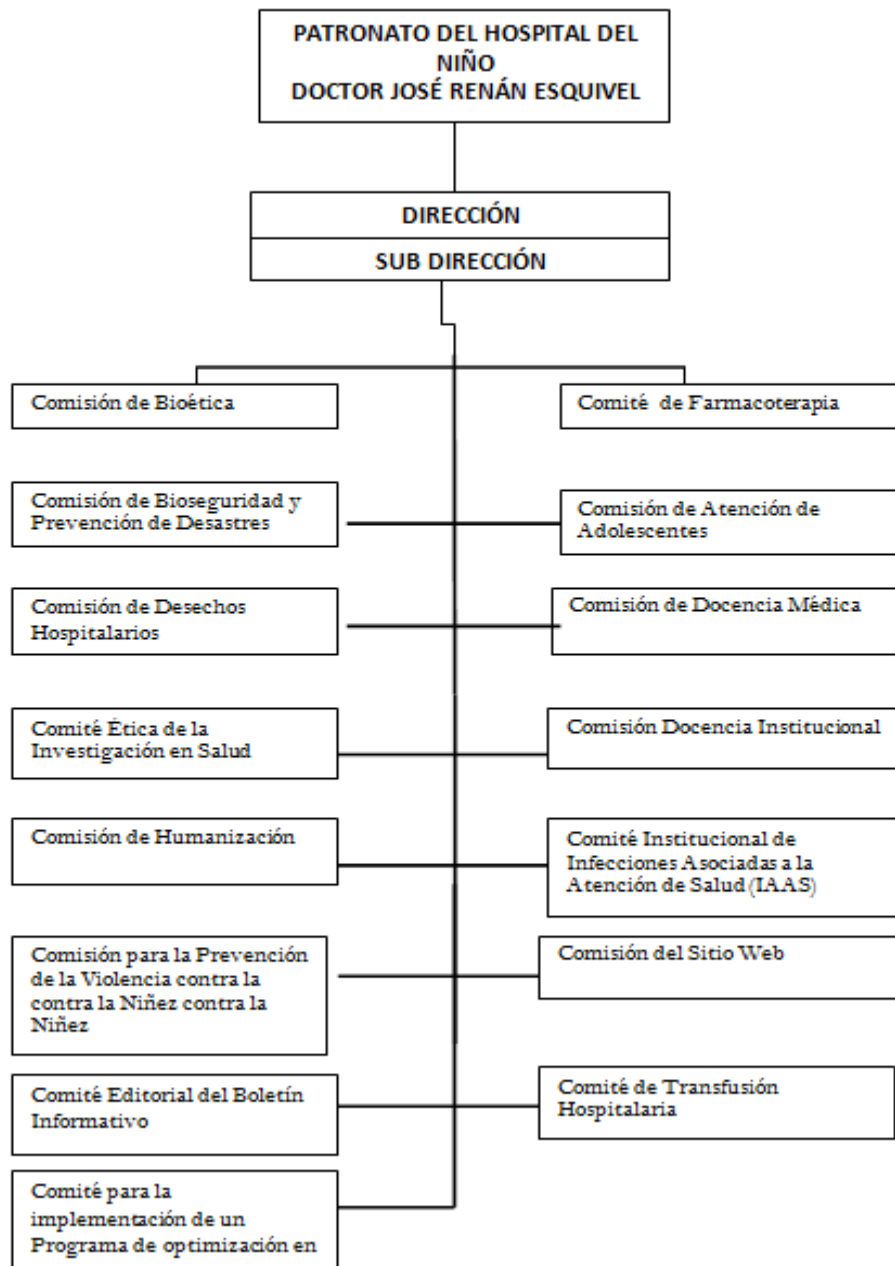 PATRONATO DEL HOSPITAL DEL
NIÑO
DOCTOR JOSÉ RENÁN ESQUIVEL
DIRECCIÓN
SUB DIRECCIÓN
Comisión de Bioética
Comité de Farmacoterapia
Comisión de Bioseguridad y
Prevención de Desastres
Comisión de Atención de
Adolescentes
Comisión de Desechos
Hospitalarios
Comisión de Docencia Médica
Comité Ética de la
Investigación en Salud
Comisión Docencia Institucional
Comisión de Humanización
Comité Institucional de
Infecciones Asociadas a la
Atención de Salud (IAAS)
Comisión para la Prevención
de la Violencia contra la
contra la Niñez contra la
Niñez
Comisión del Sitio Web
Comité Editorial del Boletín
Informativo
Comité de Transfusión
Hospitalaria
Comité para la
implementación de un
Programa de optimización en